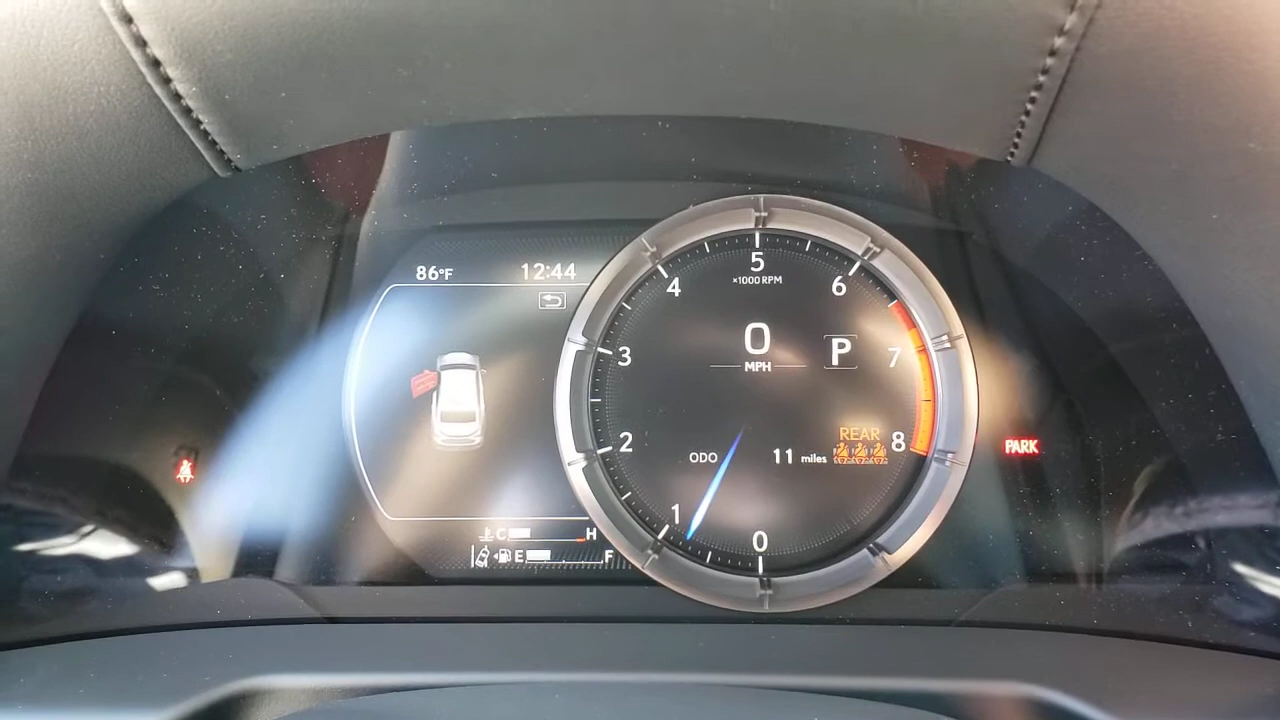 86°F 12:44
5
×1000 RPM
4 6
0
MPH
P
3 7
2 8
REAR
ODO 11 miles
PARK
1
0
C H
E F